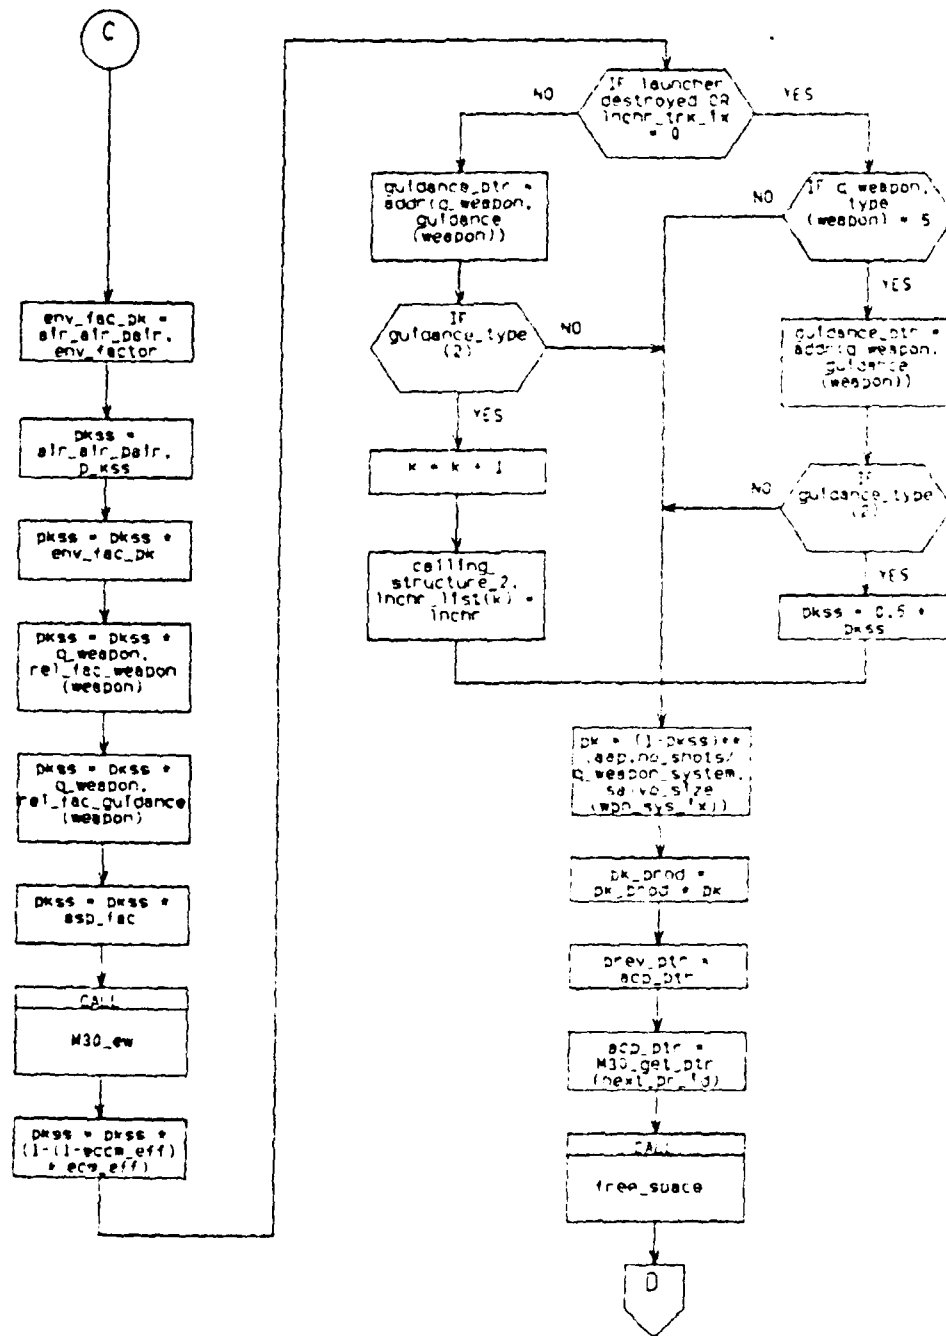 C
env_fac_pk =
air_air_pair.
env_factor
pkss =
air_air_pair.
p_kss
pkss = pkss *
env_fac_pk
pkss = pkss *
q_weapon.
rel_fac_weapon
(weapon)
pkss = pkss *
q_weapon.
rel_fac_guidance
(weapon)
pkss = pkss *
asp_fac
CALL
M30_ew
pkss = pkss *
(1-(1-eccm_eff)
* ecm_eff)
IF launcher
destroyed OR
lnchr_trk_fx
= 0
NO
YES
guidance_ptr =
addr(q_weapon.
guidance
(weapon))
IF
guidance_type
(2)
NO
YES
k = k + 1
calling_
structure_2.
lnchr_list(k) =
lnchr
IF q_weapon.
type
(weapon) = 5
NO
YES
guidance_ptr =
addr(q_weapon.
guidance
(weapon))
IF
guidance_type
(2)
NO
YES
pkss = 0.5 *
pkss
pk = (1-pkss)**
(aap.no_shots/
q_weapon_system.
salvo_size
(wpn_sys_ix))
pk_prod =
pk_prod * pk
prev_ptr =
acp_ptr
acp_ptr =
M30_get_ptr
(next_pr_id)
CALL
free_space
D